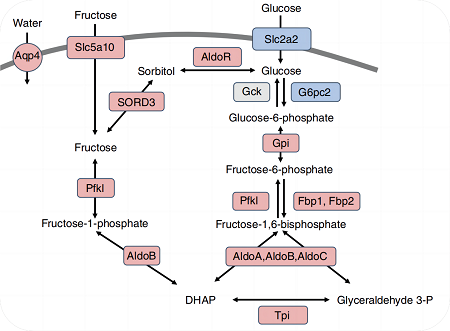 Fructose
Glucose
Water
Slc5a10
Slc2a2
Aqp4
AldoR
Sorbitol
Glucose
Gck
G6pc2
SORD3
Glucose-6-phosphate
Gpi
Fructose
Fructose-6-phosphate
Pfkl
Pfkl
Fbp1, Fbp2
Fructose-1-phosphate
Fructose-1,6-bisphosphate
AldoB
AldoA,AldoB,AldoC
DHAP
Glyceraldehyde 3-P
Tpi